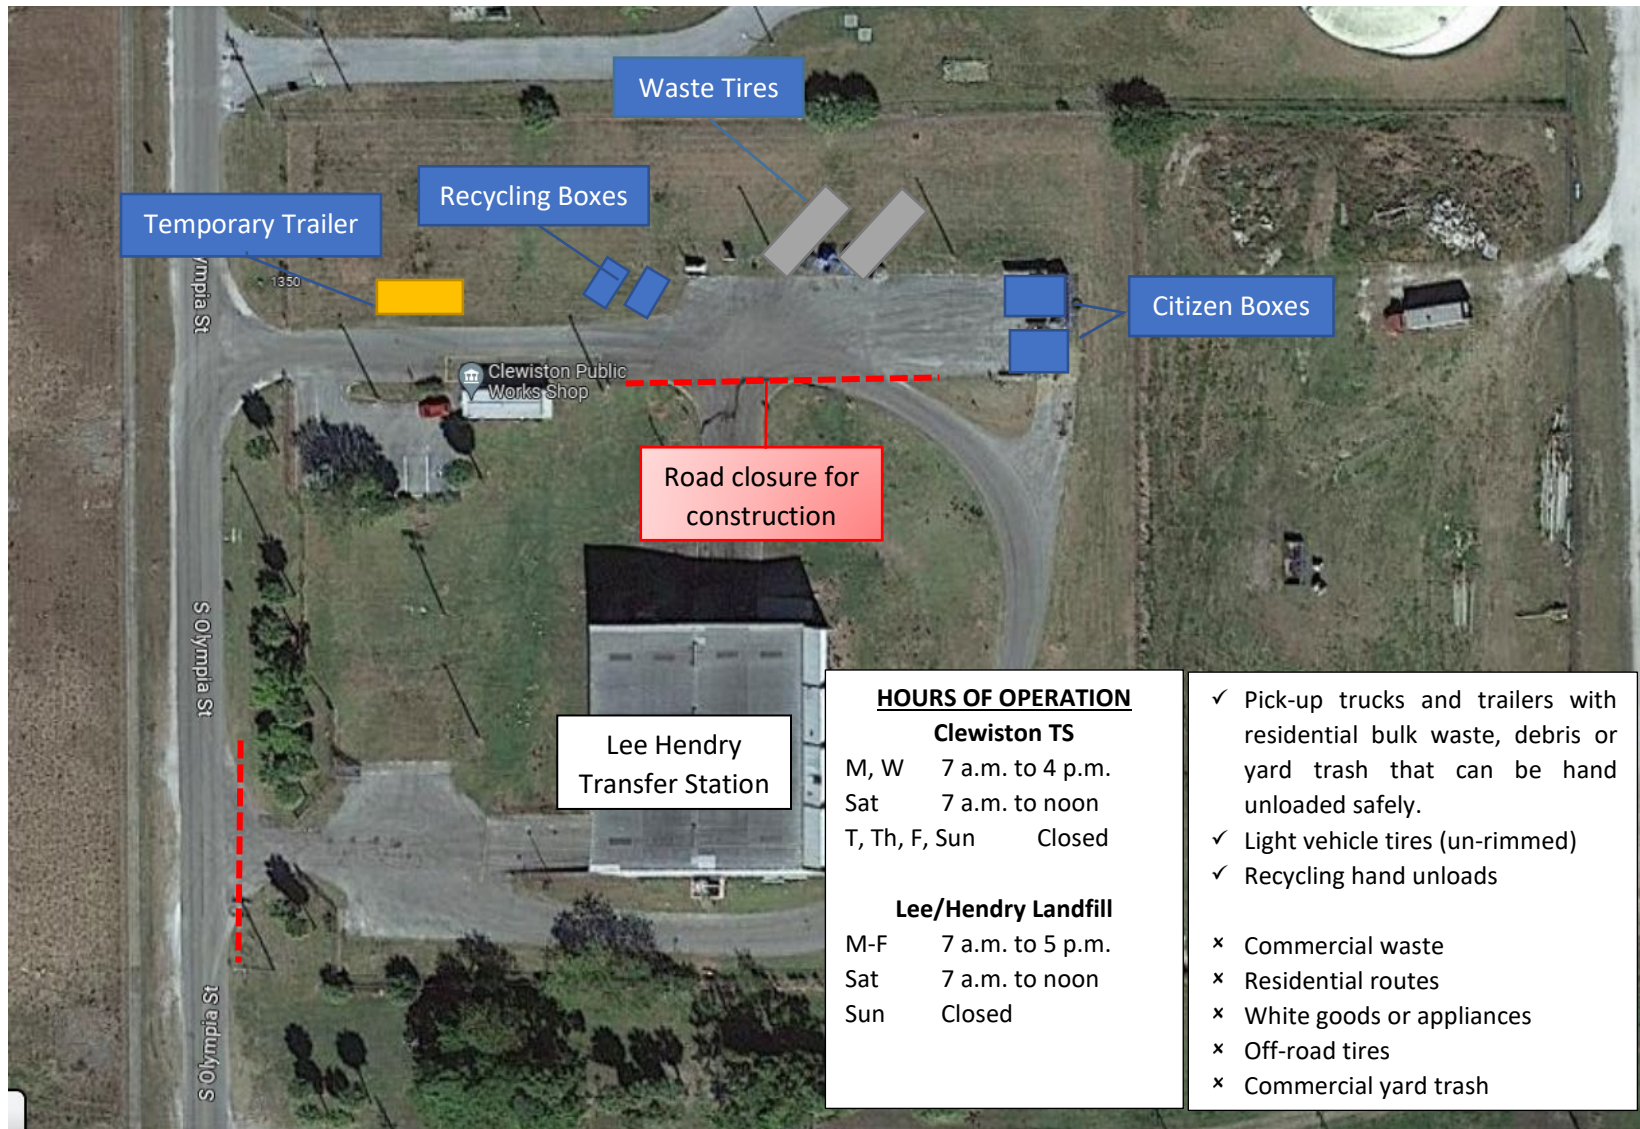 Waste Tires
Recycling Boxes
Temporary Trailer
ympia St
1350
Citizen Boxes
Clewiston Public
Works Shop
Road closure for
construction
S Olympia St
Lee Hendry
Transfer Station
S Olympia St
HOURS OF OPERATION
Clewiston TS
M, W 7 a.m. to 4 p.m.
Sat 7 a.m. to noon
T, Th, F, Sun Closed
Lee/Hendry Landfill
M-F 7 a.m. to 5 p.m.
Sat 7 a.m. to noon
Sun Closed
✓ Pick-up trucks and trailers with
residential bulk waste, debris or
yard trash that can be hand
unloaded safely.
✓ Light vehicle tires (un-rimmed)
✓ Recycling hand unloads
× Commercial waste
× Residential routes
× White goods or appliances
× Off-road tires
× Commercial yard trash